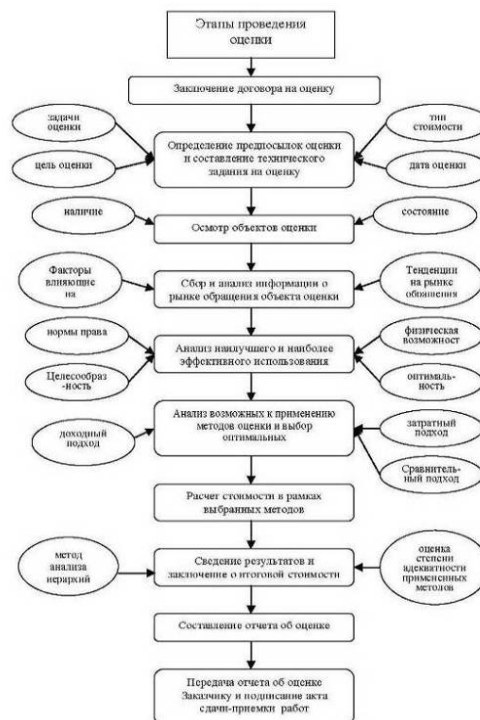 Этапы проведения
оценки
Заключение договора на оценку
задачи
оценки
тип
стоимости
Определение предпосылок оценки
и составление технического
задания на оценку
цель оценки
дата оценки
наличие
состояние
Осмотр объектов оценки
Факторы
влияющие
на
Сбор и анализ информации о
рынке обращения объекта оценки
Тенденции
на рынке
обращения
нормы права
физическая
возможност
Анализ наилучшего и наиболее
эффективного использования
Целесообраз
-ность
оптималь-
ность
Анализ возможных к применению
методов оценки и выбор
оптимальных
затратный
подход
доходный
подход
Сравнитель-
ный подход
Расчет стоимости в рамках
выбранных методов
метод
анализа
иерархий
Сведение результатов и
заключение о итоговой стоимости
оценка
степени
адекватности
примененных
метолов
Составление отчета об оценке
Передача отчета об оценке
Заказчику и подписание акта
сдачи-приемки работ